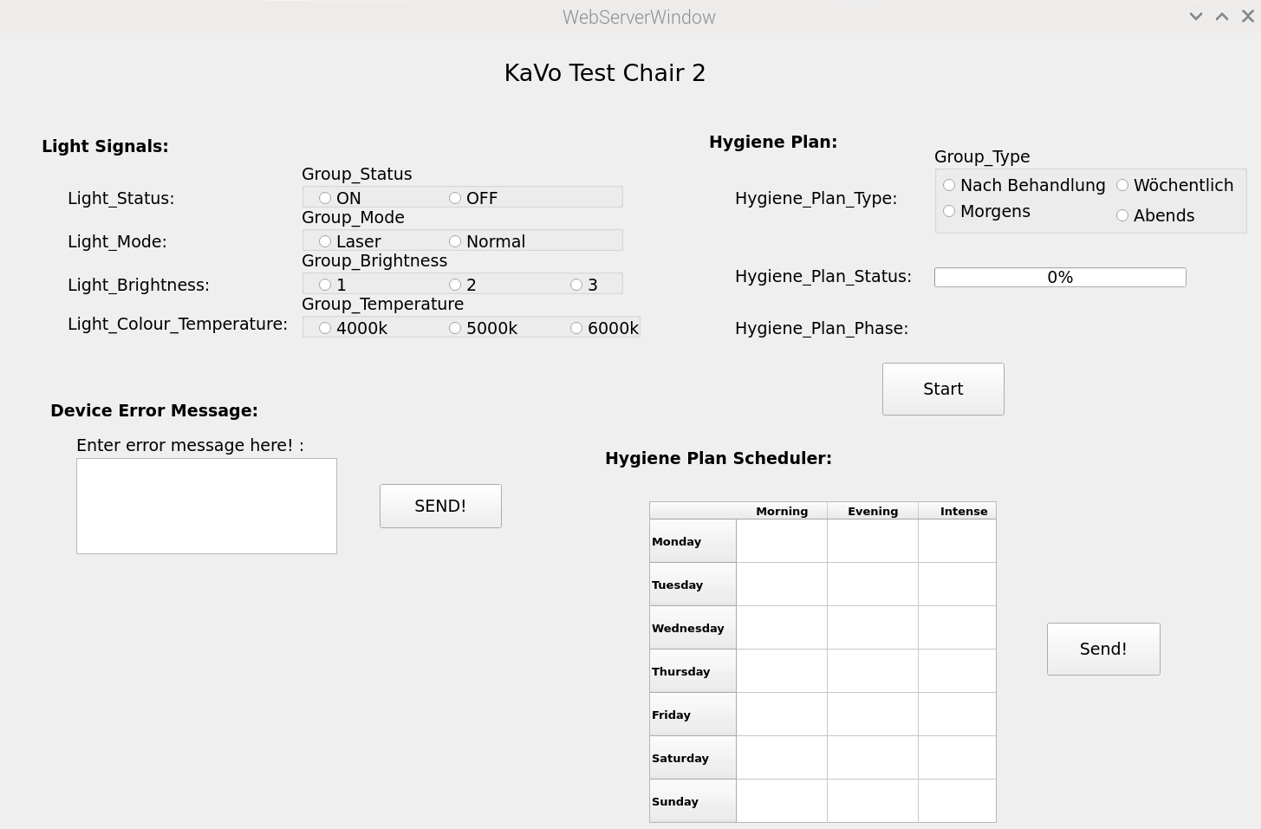 WebServerWindow
KaVo Test Chair 2
Light Signals:
Group_Status
Light_Status: ON OFF
Group_Mode
Light_Mode: Laser Normal
Group_Brightness
Light_Brightness: 1 2 3
Group_Temperature
Light_Colour_Temperature: 4000k 5000k 6000k
Hygiene Plan:
Group_Type
Hygiene_Plan_Type: Nach Behandlung Wöchentlich
Morgens Abends
Hygiene_Plan_Status: 0%
Hygiene_Plan_Phase:
Start
Device Error Message:
Enter error message here! :
SEND!
Hygiene Plan Scheduler:
Morning Evening Intense
Monday
Tuesday
Wednesday
Thursday
Friday
Saturday
Sunday
Send!